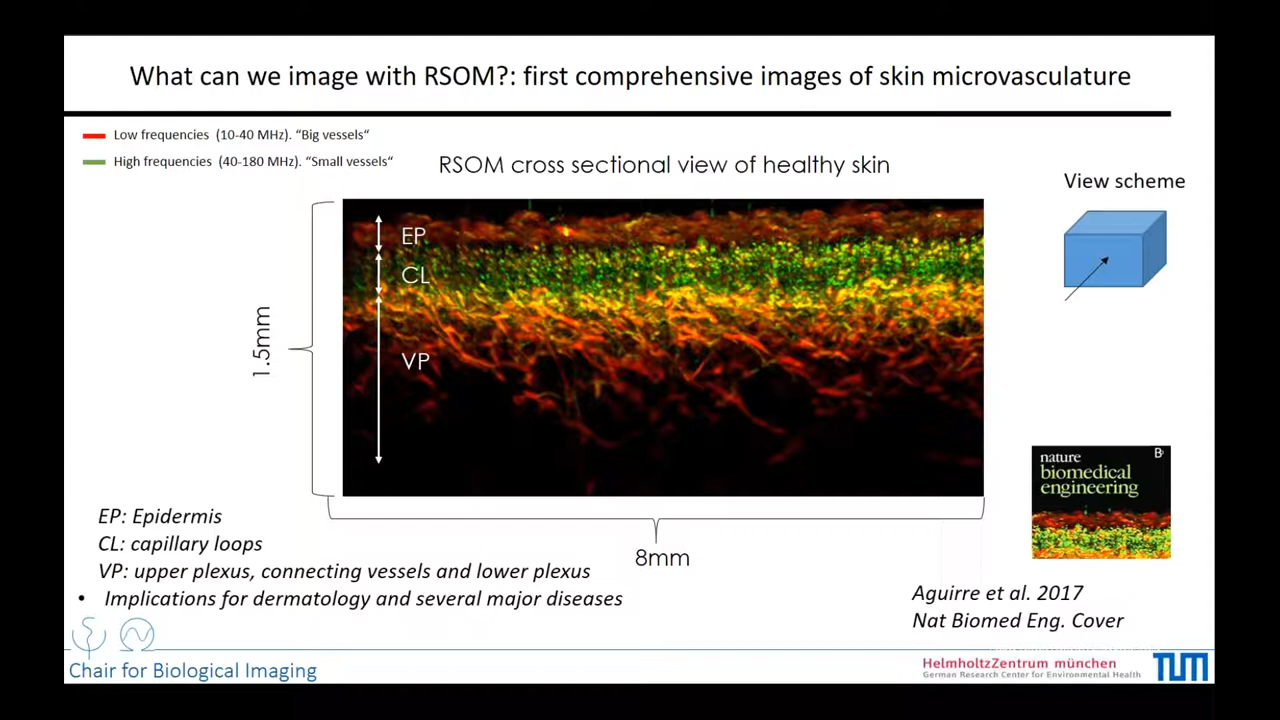 What can we image with RSOM?: first comprehensive images of skin microvasculature
Low frequencies (10-40 MHz). "Big vessels"
High frequencies (40-180 MHz). "Small vessels"
RSOM cross sectional view of healthy skin
View scheme
EP
CL
VP
1.5mm
8mm
nature
biomedical
engineering
B
EP: Epidermis
CL: capillary loops
VP: upper plexus, connecting vessels and lower plexus
• Implications for dermatology and several major diseases
Aguirre et al. 2017
Nat Biomed Eng. Cover
Chair for Biological Imaging
HelmholtzZentrum münchen
German Research Center for Environmental Health
TUM